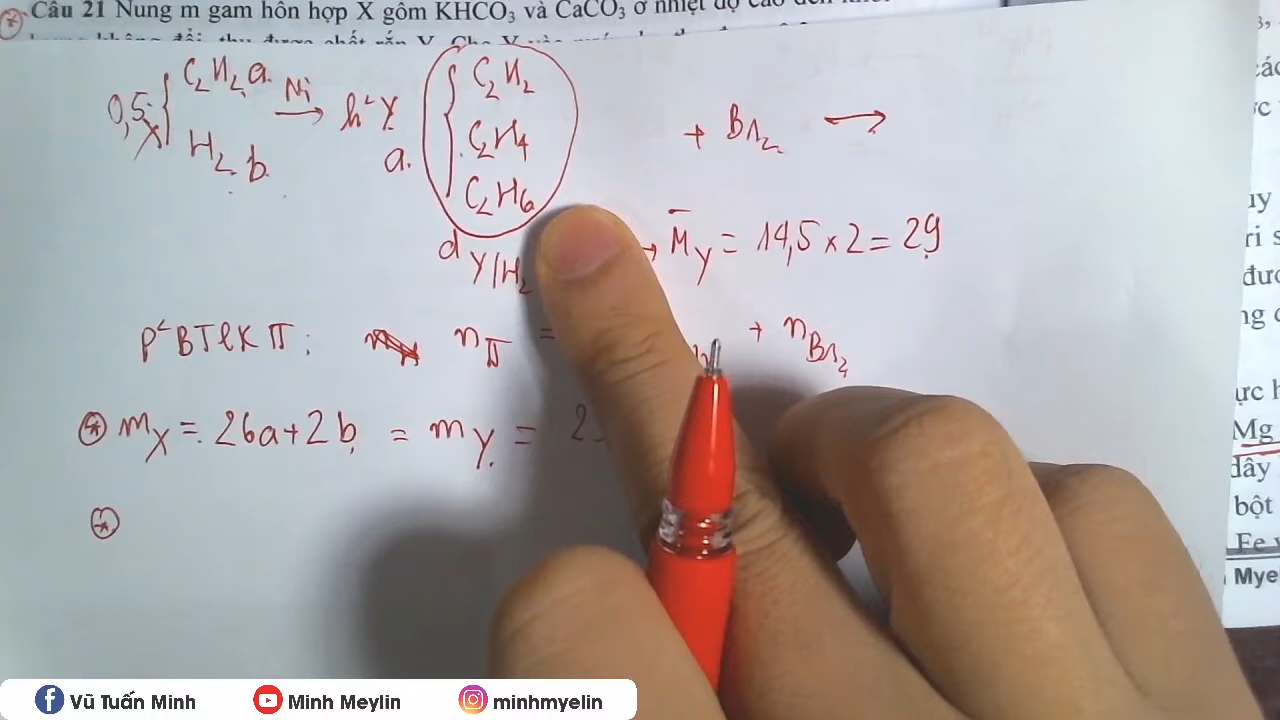 Câu 21 Nung m gam hỗn hợp X gồm KHCO₃ và CaCO₃ ở nhiệt độ cao đến
0,5 X { C₂H₂ a. Ni → h² Y { C₂H₂
H₂ b. a. C₂H₄ + Br₂ →
C₂H₆
d Y/H₂ → M̄Y = 14,5 × 2 = 29
P² BTLK π: nπ = + nBr₂
⊛ mX = 26a + 2b = mY =
⊛
Mg
dây
bột
Fe
Mye
Vũ Tuấn Minh
Minh Meylin
minhmyelin